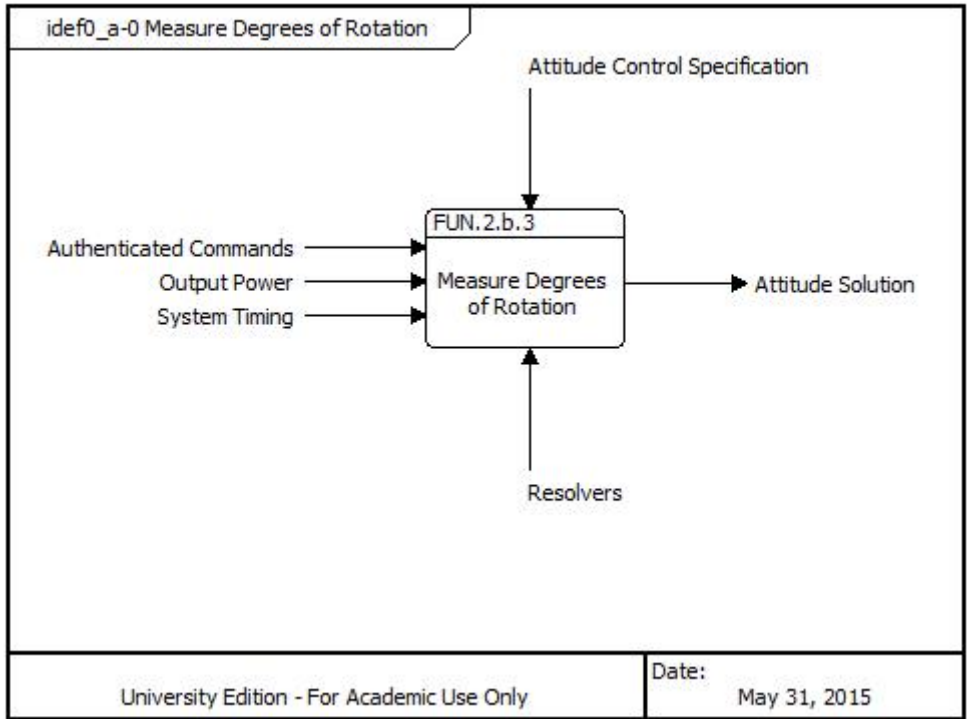 idef0_a-0 Measure Degrees of Rotation
Attitude Control Specification
FUN.2.b.3
Authenticated Commands
Output Power
System Timing
Measure Degrees
of Rotation
Attitude Solution
Resolvers
University Edition - For Academic Use Only
Date:
May 31, 2015